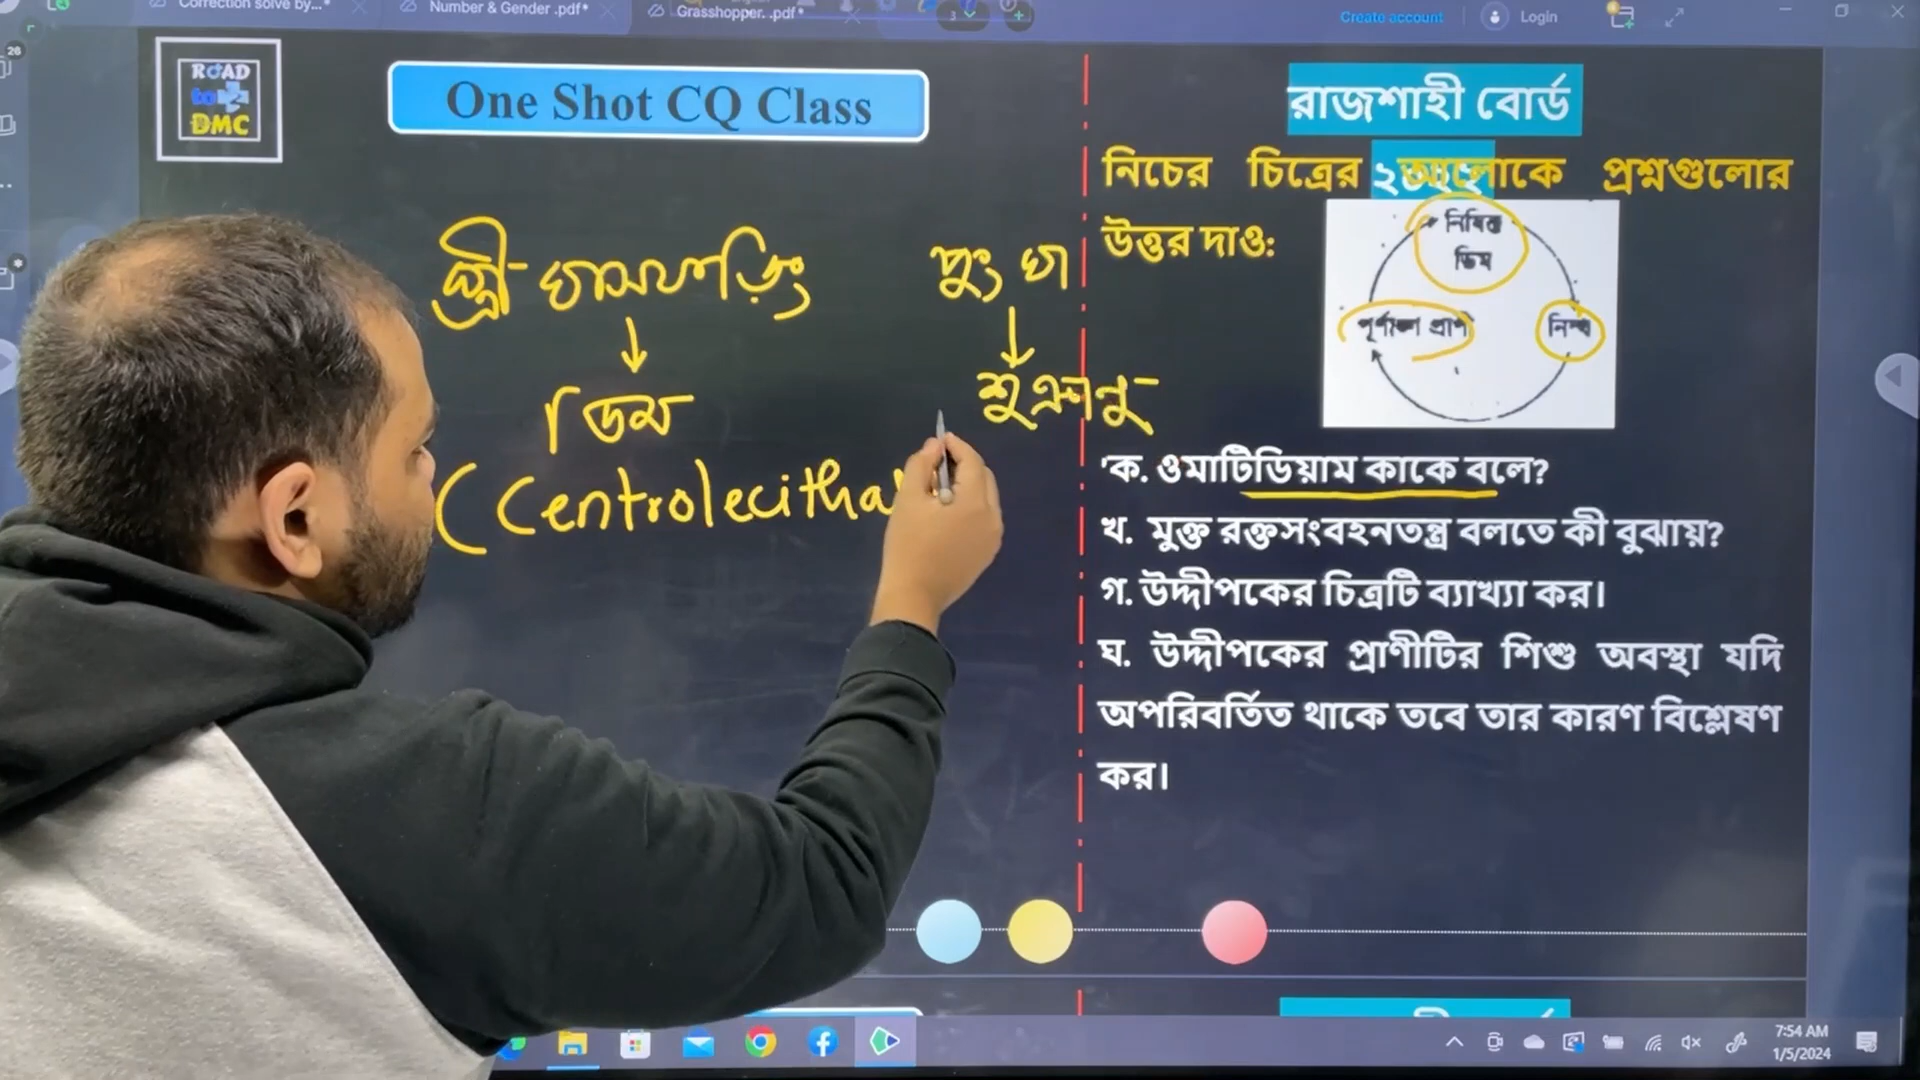 Correction solve by...*
Number & Gender .pdf*
Grasshopper. .pdf*
3
Create account
Login
26
ROAD
to
DMC
One Shot CQ Class
রাজশাহী বোর্ড
নিচের চিত্রের আলোকে প্রশ্নগুলোর
উত্তর দাও:
নিষিক্ত
ডিম
পূর্ণাঙ্গ প্রাণী
নিম্ফ
স্ত্রী-ঘাসফড়িং
পুং ঘা
ডিম
শুক্রানু
(Centrolecitha
ক. ওমাটিডিয়াম কাকে বলে?
খ. মুক্ত রক্তসংবহনতন্ত্র বলতে কী বুঝায়?
গ. উদ্দীপকের চিত্রটি ব্যাখ্যা কর।
ঘ. উদ্দীপকের প্রাণীটির শিশু অবস্থা যদি
অপরিবর্তিত থাকে তবে তার কারণ বিশ্লেষণ
কর।
7:54 AM
1/5/2024